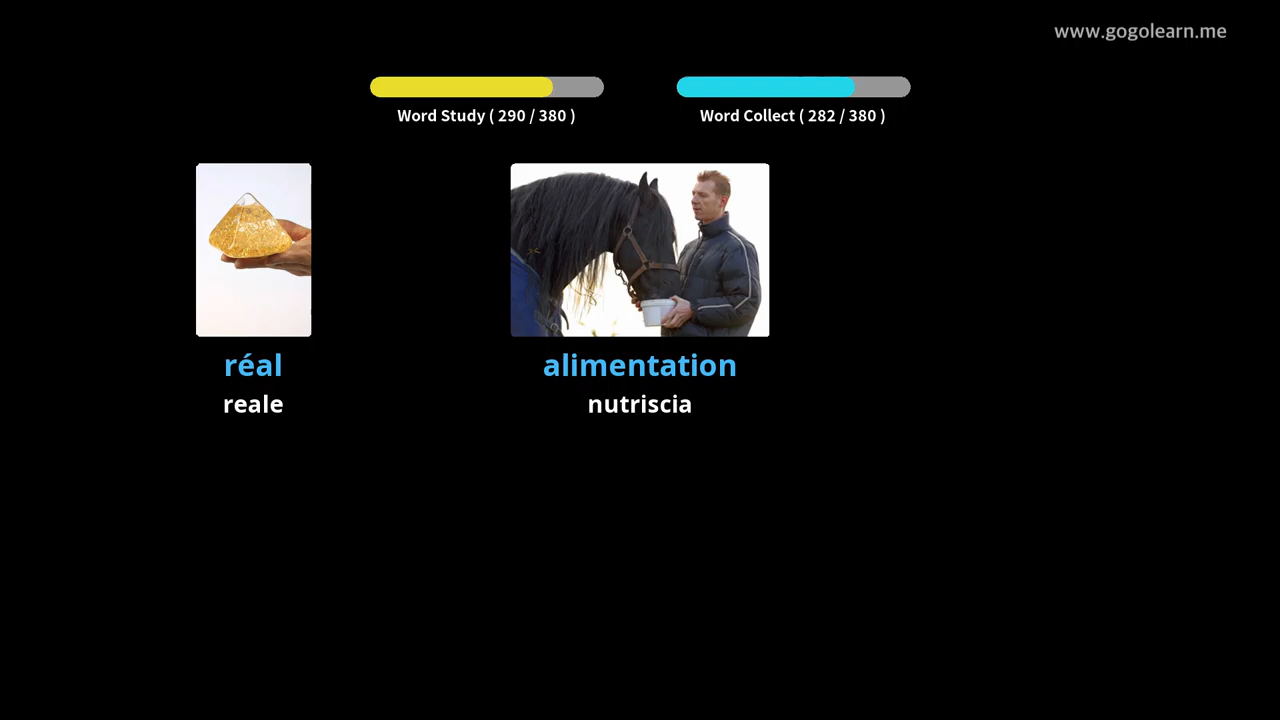 www.gogolearn.me
Word Study ( 290 / 380 )
Word Collect ( 282 / 380 )
réal
alimentation
reale
nutriscia